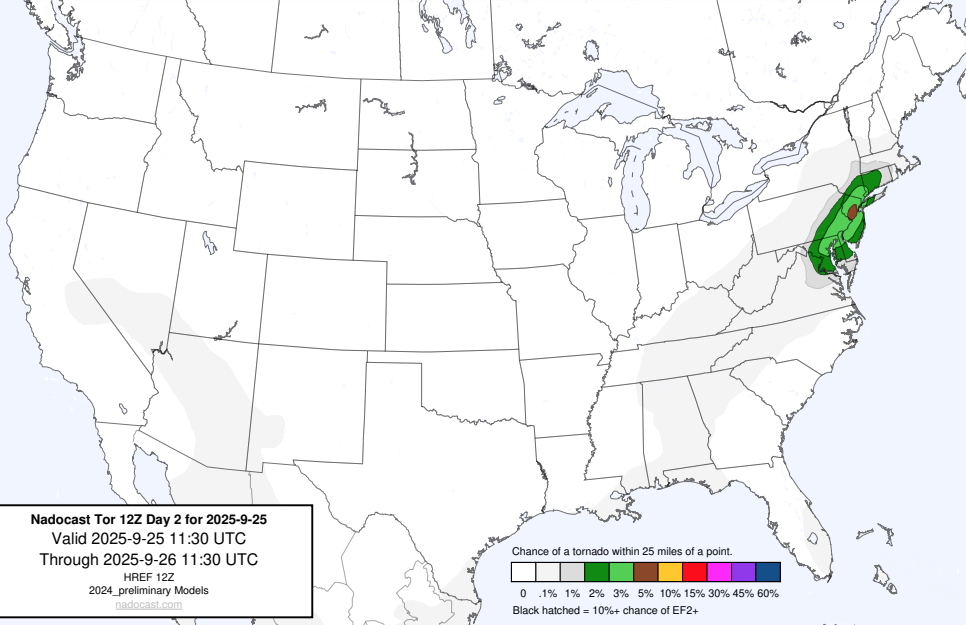 Nadocast Tor 12Z Day 2 for 2025-9-25
Valid 2025-9-25 11:30 UTC
Through 2025-9-26 11:30 UTC
HREF 12Z
2024_preliminary Models
nadocast.com
Chance of a tornado within 25 miles of a point.
0 .1% 1% 2% 3% 5% 10% 15% 30% 45% 60%
Black hatched = 10%+ chance of EF2+